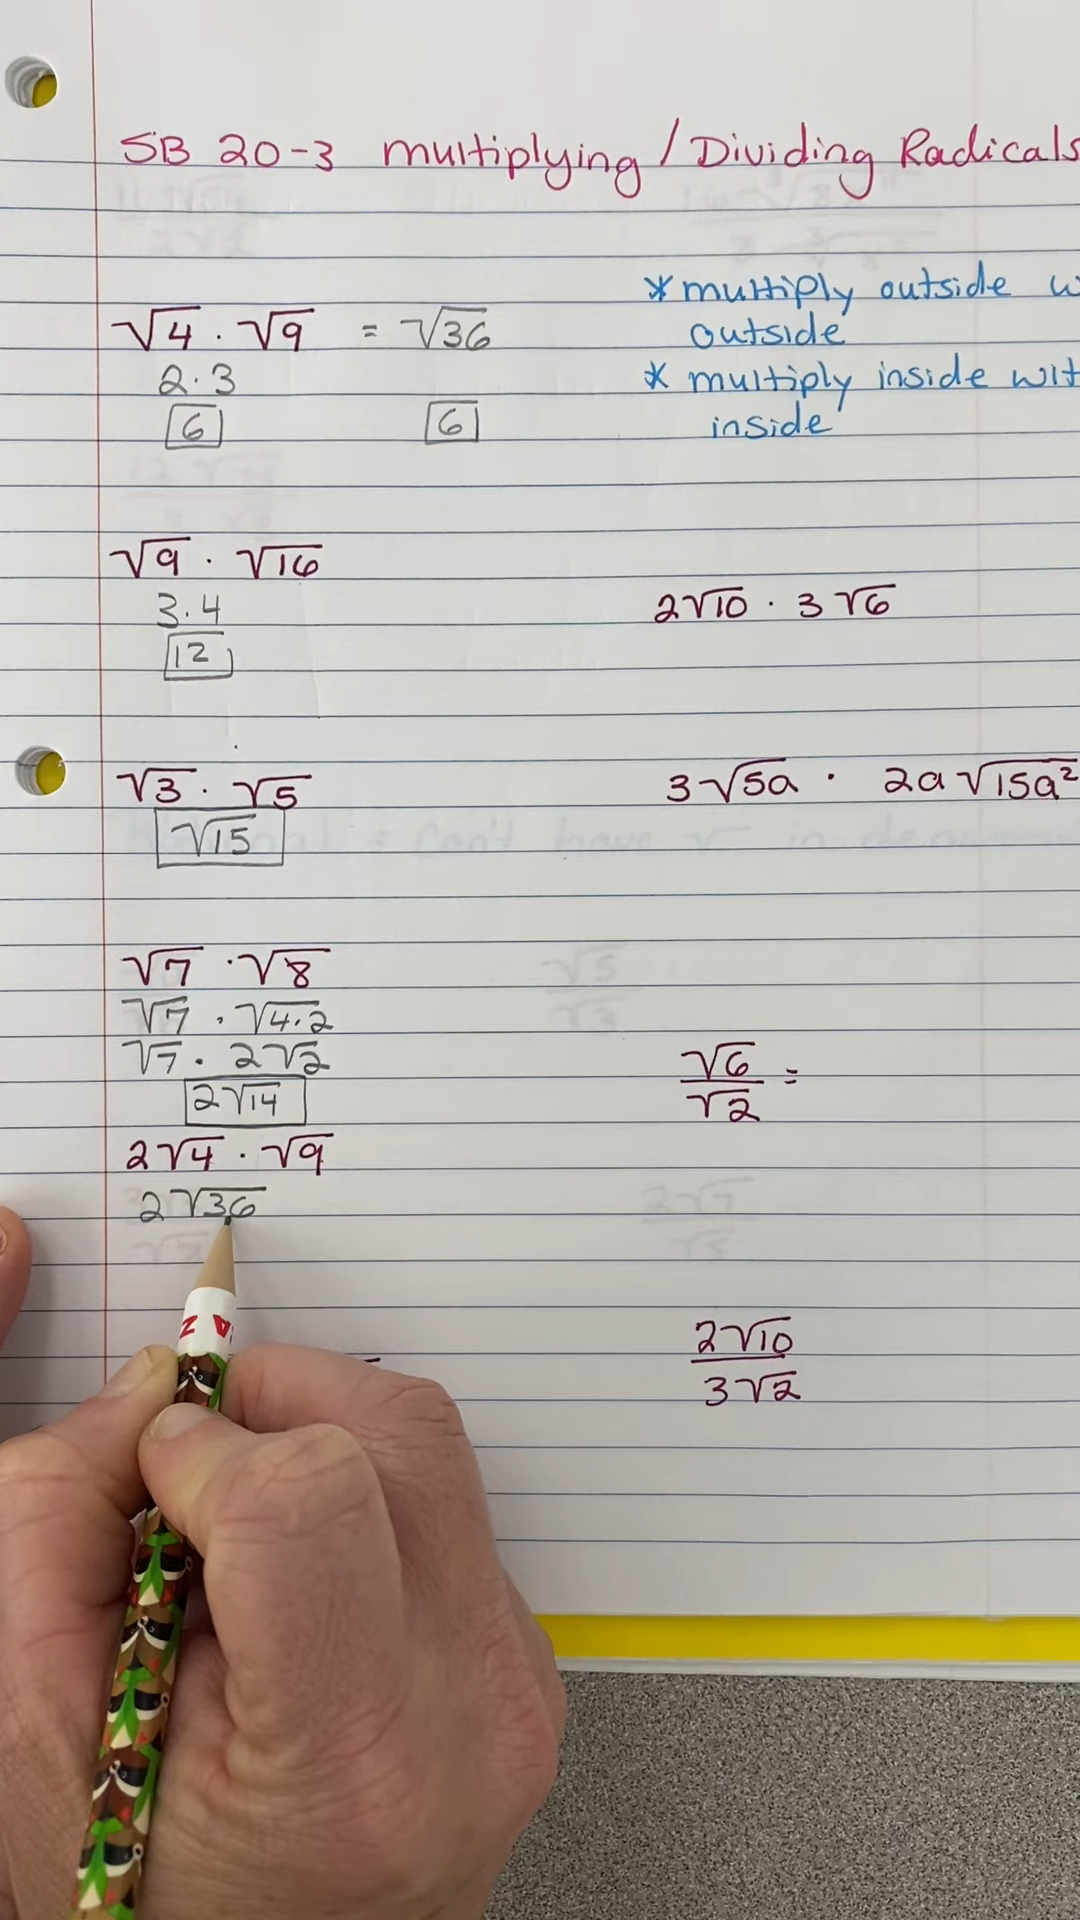 SB 20-3 multiplying / Dividing Radicals
√4 · √9 = √36
2·3
6 6
* multiply outside
outside
* multiply inside
inside
√9 · √16
3.4
12
2√10 · 3√6
√3 · √5
√15
3√5a · 2a√15a²
√7 · √8
√7 · √4.2
√7 · 2√2
2√14
√6
√2 =
2√4 · √9
2√36
2√10
3√2